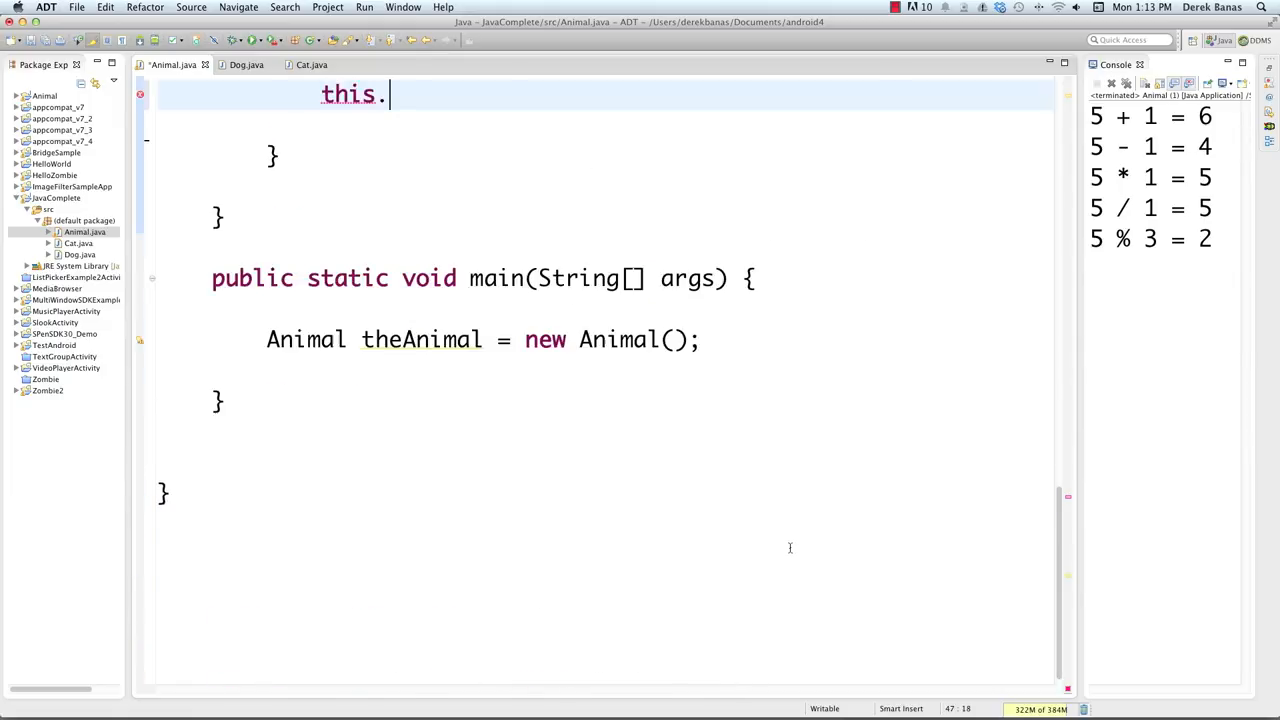 ADT File Edit Refactor Source Navigate Search Project Run Window Help 10 Mon 1:13 PM Derek Banas
Java – JavaComplete/src/Animal.java – ADT – /Users/derekbanas/Documents/android4
Quick Access Java DDMS
Package Exp
*Animal.java Dog.java Cat.java
Console
<terminated> Animal (1) [Java Application] /S
Animal
appcompat_v7
appcompat_v7_2
appcompat_v7_3
appcompat_v7_4
BridgeSample
HelloWorld
HelloZombie
ImageFilterSampleApp
JavaComplete
src
(default package)
Animal.java
Cat.java
Dog.java
JRE System Library [Ja
ListPickerExample2Activi
MediaBrowser
MultiWindowSDKExample
MusicPlayerActivity
SlookActivity
SPenSDK30_Demo
TestAndroid
TextGroupActivity
VideoPlayerActivity
Zombie
Zombie2
this.
}
}
public static void main(String[] args) {
Animal theAnimal = new Animal();
}
}
5 + 1 = 6
5 - 1 = 4
5 * 1 = 5
5 / 1 = 5
5 % 3 = 2
Writable Smart Insert 47 : 18 322M of 384M